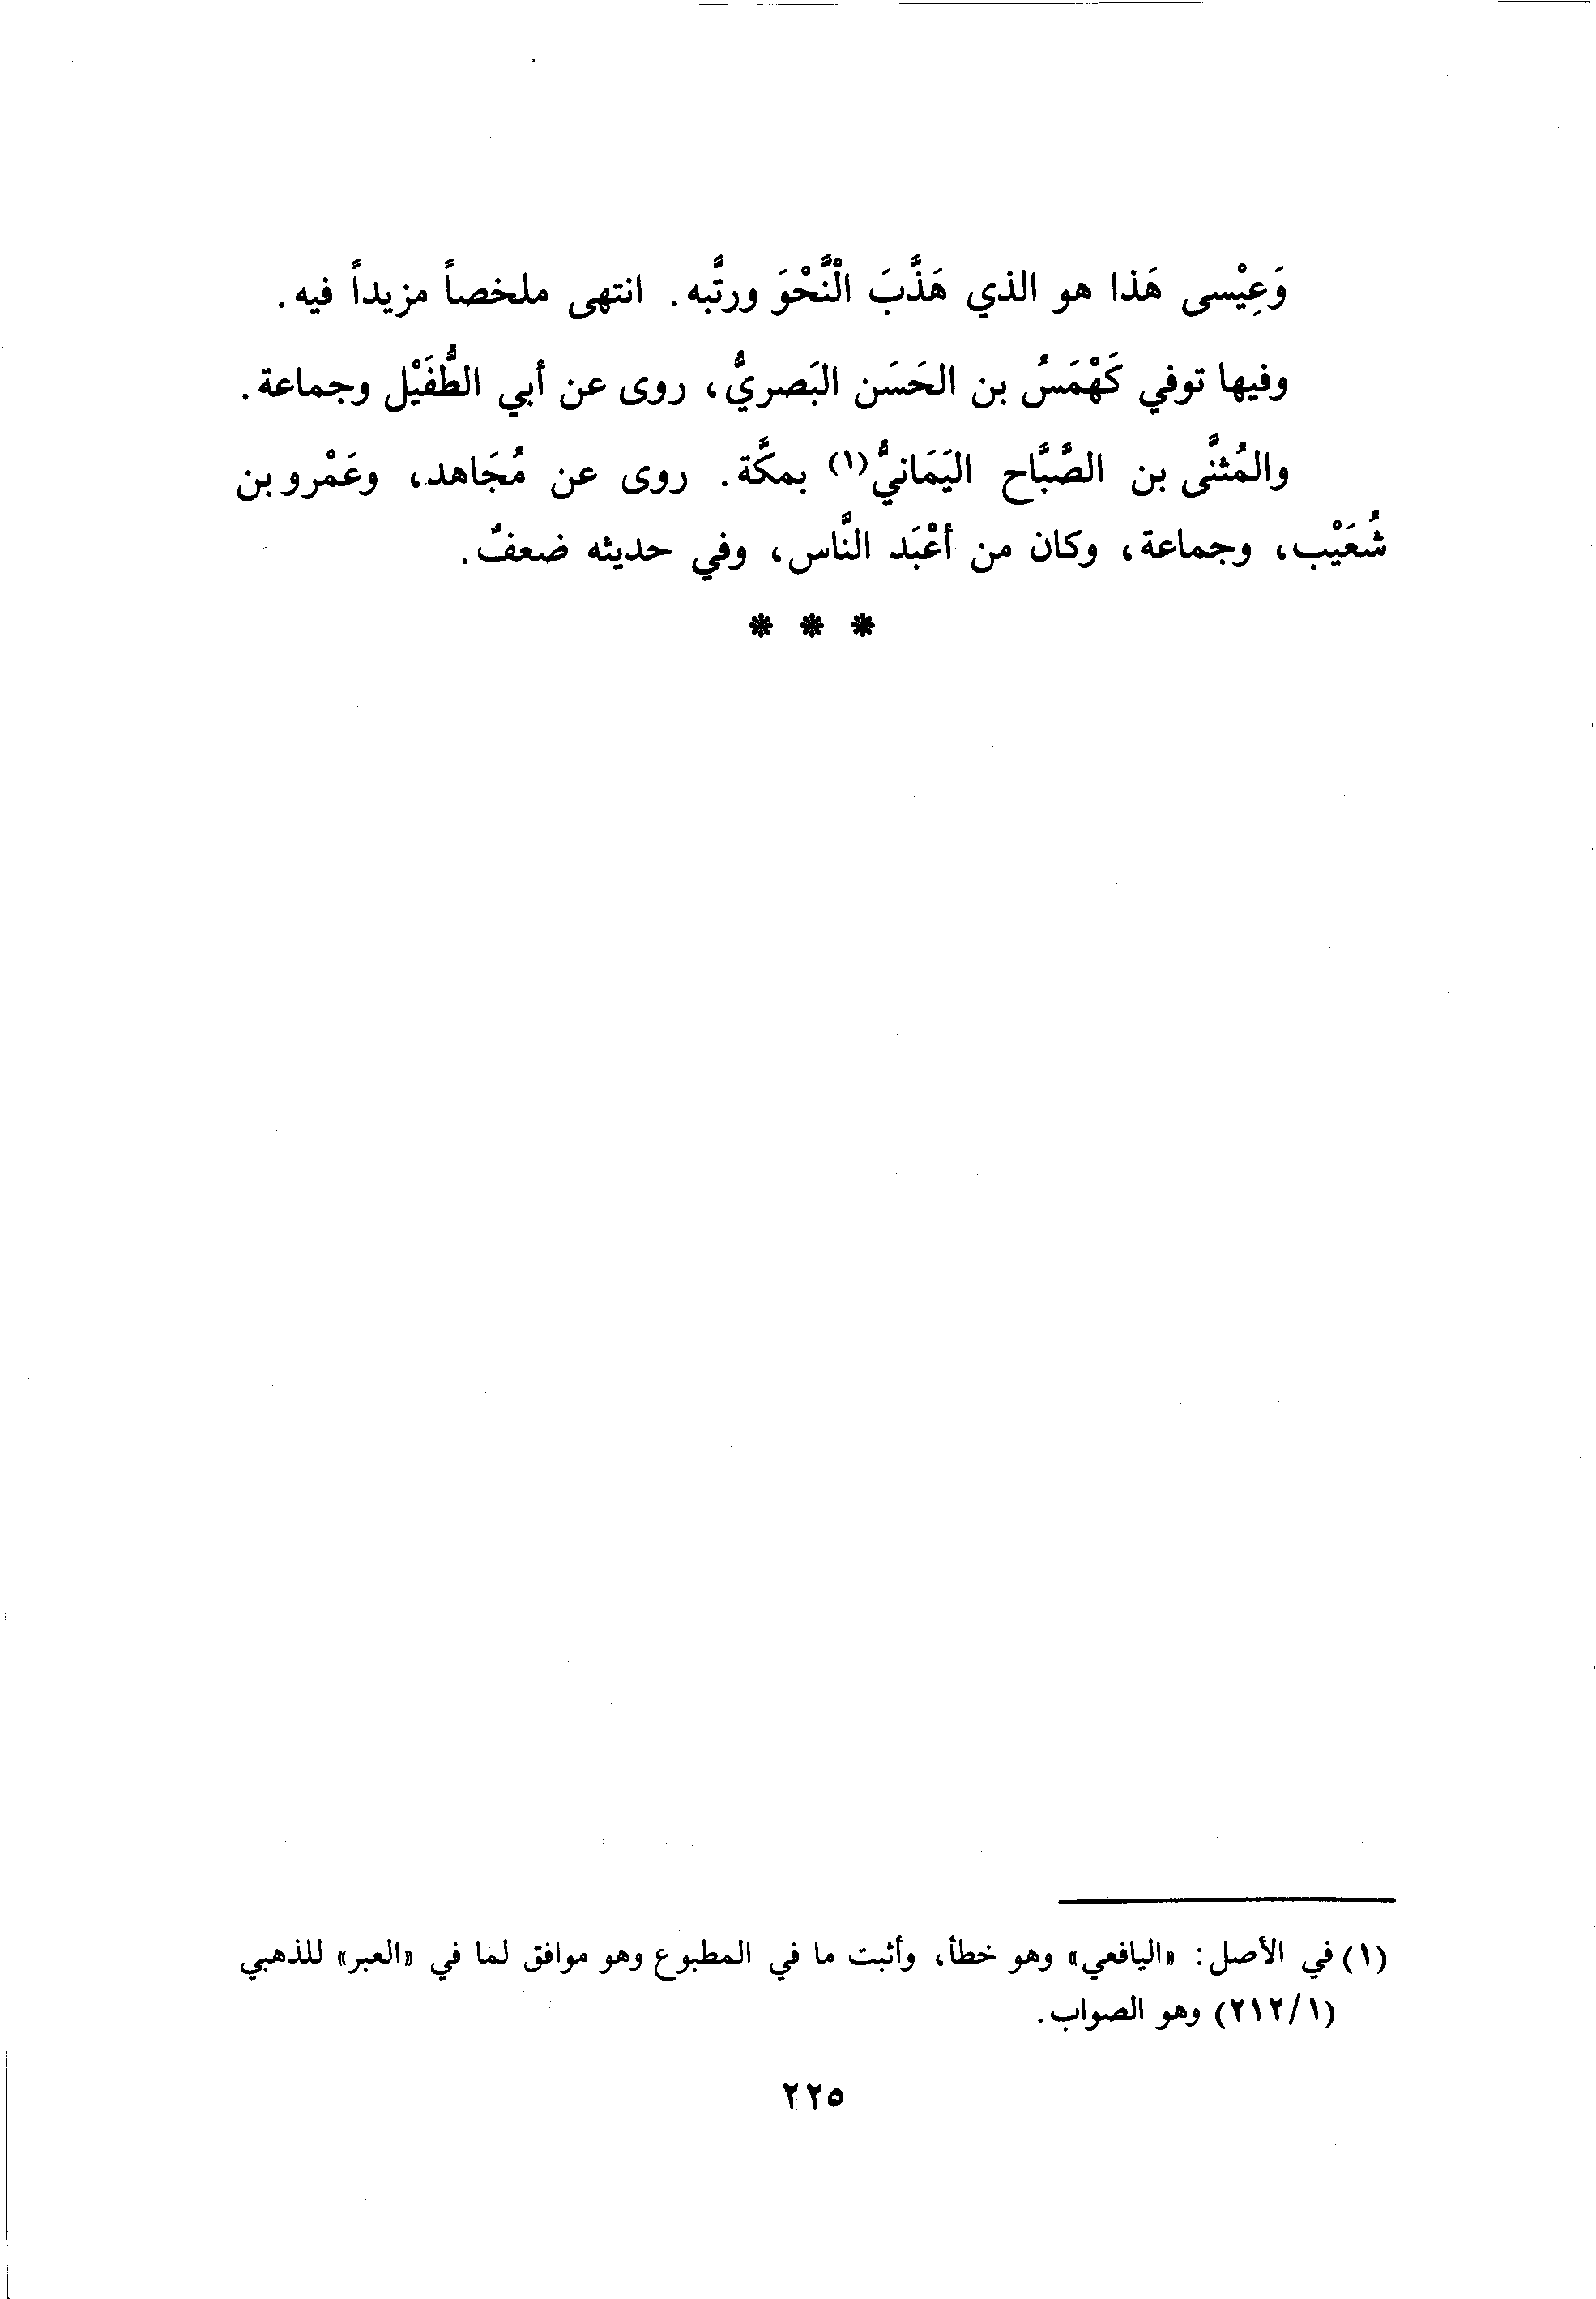 وَعِيْسى هَذا هو الذي هَذَّبَ الْنَّحْوَ ورتَّبه. انتهى ملخصاً مزيداً فيه.
وفيها توفي كَهْمَسُ بن الحَسَن البَصريُّ، روى عن أبي الطُّفَيْل وجماعة.
والمُثنَّى بن الصَّبَّاح اليَمَانيُّ(١) بمكَّة. روى عن مُجَاهد، وعَمْرو بن
شُعَيْب، وجماعة، وكان من أعْبَد النَّاس، وفي حديثه ضعفٌ.
* * *
(١) في الأصل: «اليافعي» وهو خطأ، وأثبت ما في المطبوع وهو موافق لما في «العبر» للذهبي
(٢١٢/١) وهو الصواب.
٢٢٥